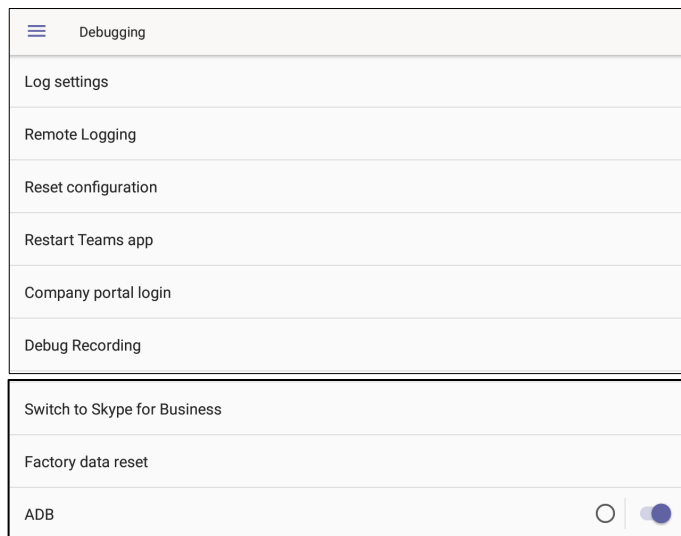 Debugging
Log settings
Remote Logging
Reset configuration
Restart Teams app
Company portal login
Debug Recording
Switch to Skype for Business
Factory data reset
ADB